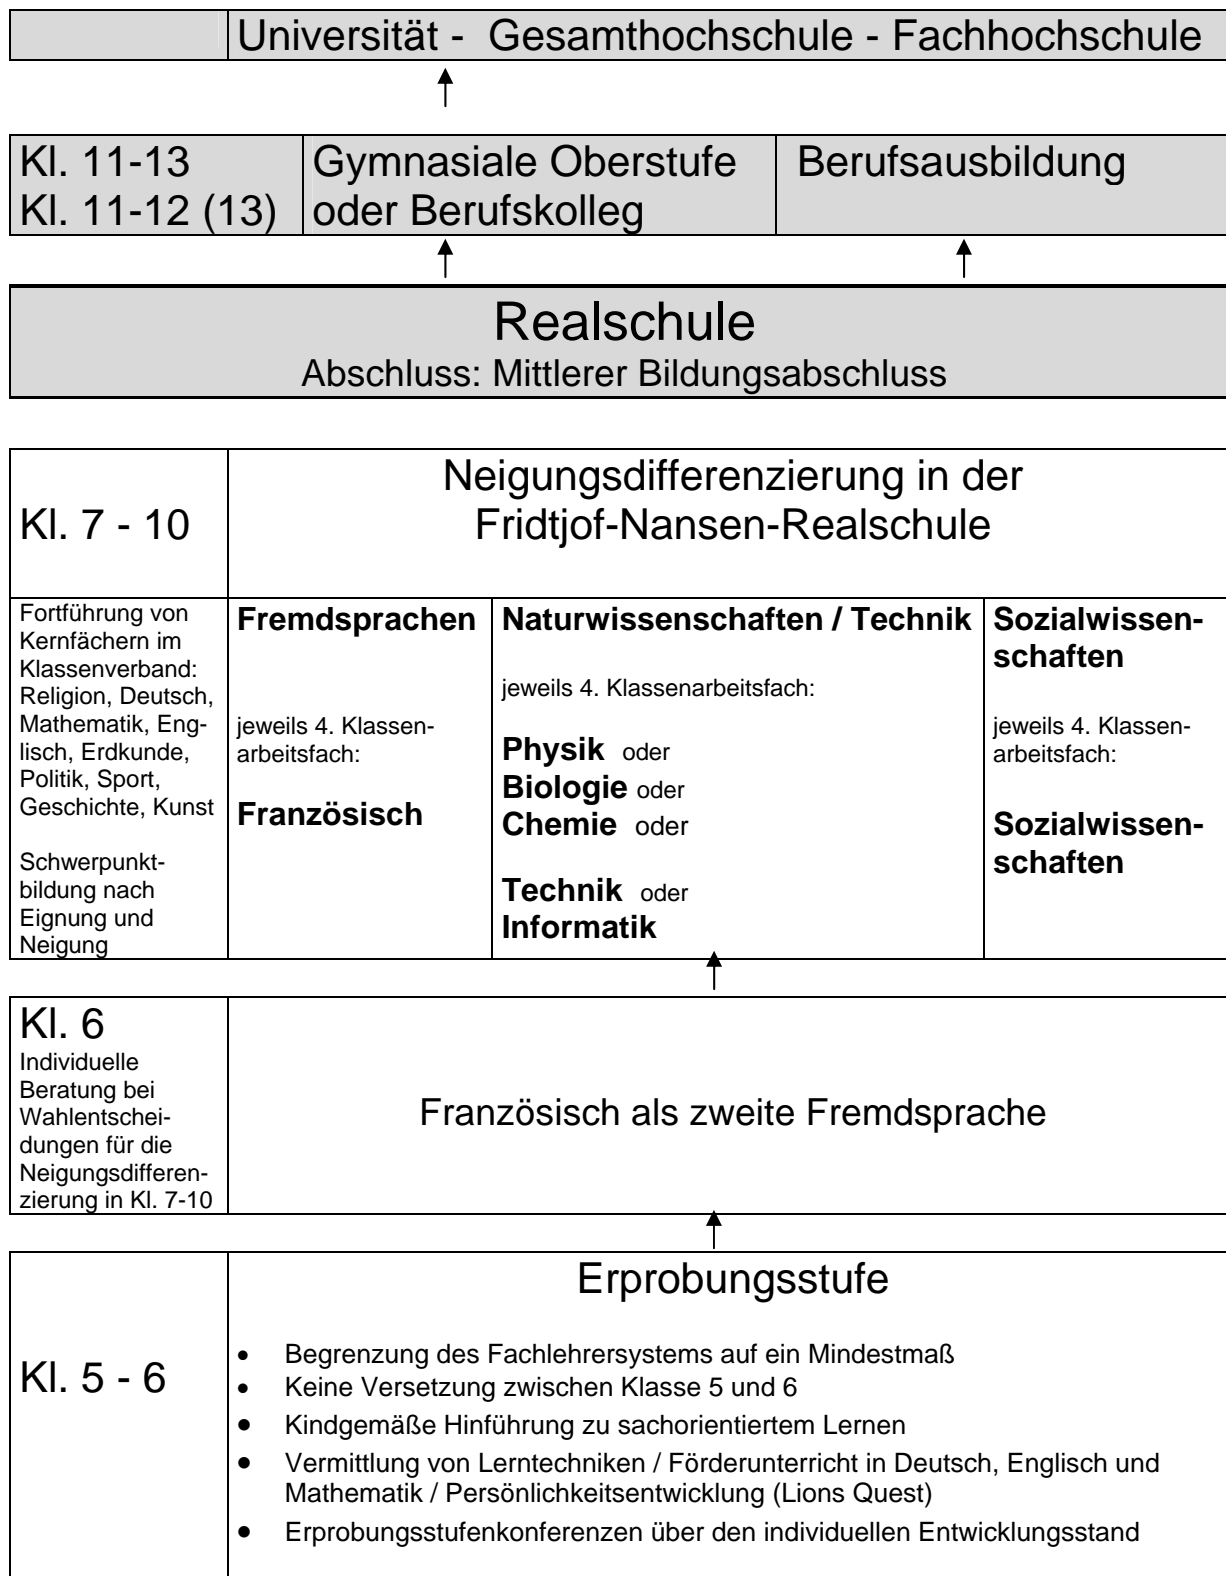 Universität -  Gesamthochschule - Fachhochschule
Kl. 11-13
Kl. 11-12 (13)
Gymnasiale Oberstufe
oder Berufskolleg
Berufsausbildung
Realschule
Abschluss: Mittlerer Bildungsabschluss
Kl. 7 - 10
Neigungsdifferenzierung in der
Fridtjof-Nansen-Realschule
Fortführung von
Kernfächern im
Klassenverband:
Religion, Deutsch,
Mathematik, Eng-
lisch, Erdkunde,
Politik, Sport,
Geschichte, Kunst
Schwerpunkt-
bildung nach
Eignung und
Neigung
Fremdsprachen
jeweils 4. Klassen-
arbeitsfach:
Französisch
Naturwissenschaften / Technik
jeweils 4. Klassenarbeitsfach:
Physik oder
Biologie oder
Chemie oder
Technik oder
Informatik
Sozialwissen-
schaften
jeweils 4. Klassen-
arbeitsfach:
Sozialwissen-
schaften
Kl. 6
Individuelle
Beratung bei
Wahlentschei-
dungen für die
Neigungsdifferen-
zierung in Kl. 7-10
Französisch als zweite Fremdsprache
Kl. 5 - 6
Erprobungsstufe
• Begrenzung des Fachlehrersystems auf ein Mindestmaß
• Keine Versetzung zwischen Klasse 5 und 6
• Kindgemäße Hinführung zu sachorientiertem Lernen
• Vermittlung von Lerntechniken / Förderunterricht in Deutsch, Englisch und
Mathematik / Persönlichkeitsentwicklung (Lions Quest)
• Erprobungsstufenkonferenzen über den individuellen Entwicklungsstand